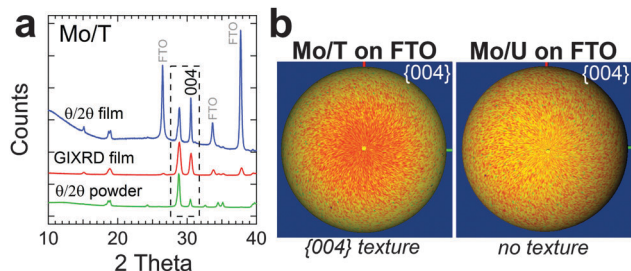 a
Mo/T
Counts
FTO
004
FTO
FTO
θ/2θ film
GIXRD film
θ/2θ powder
10 15 20 25 30 35 40
2 Theta
b
Mo/T on FTO
{004}
{004} texture
Mo/U on FTO
{004}
no texture